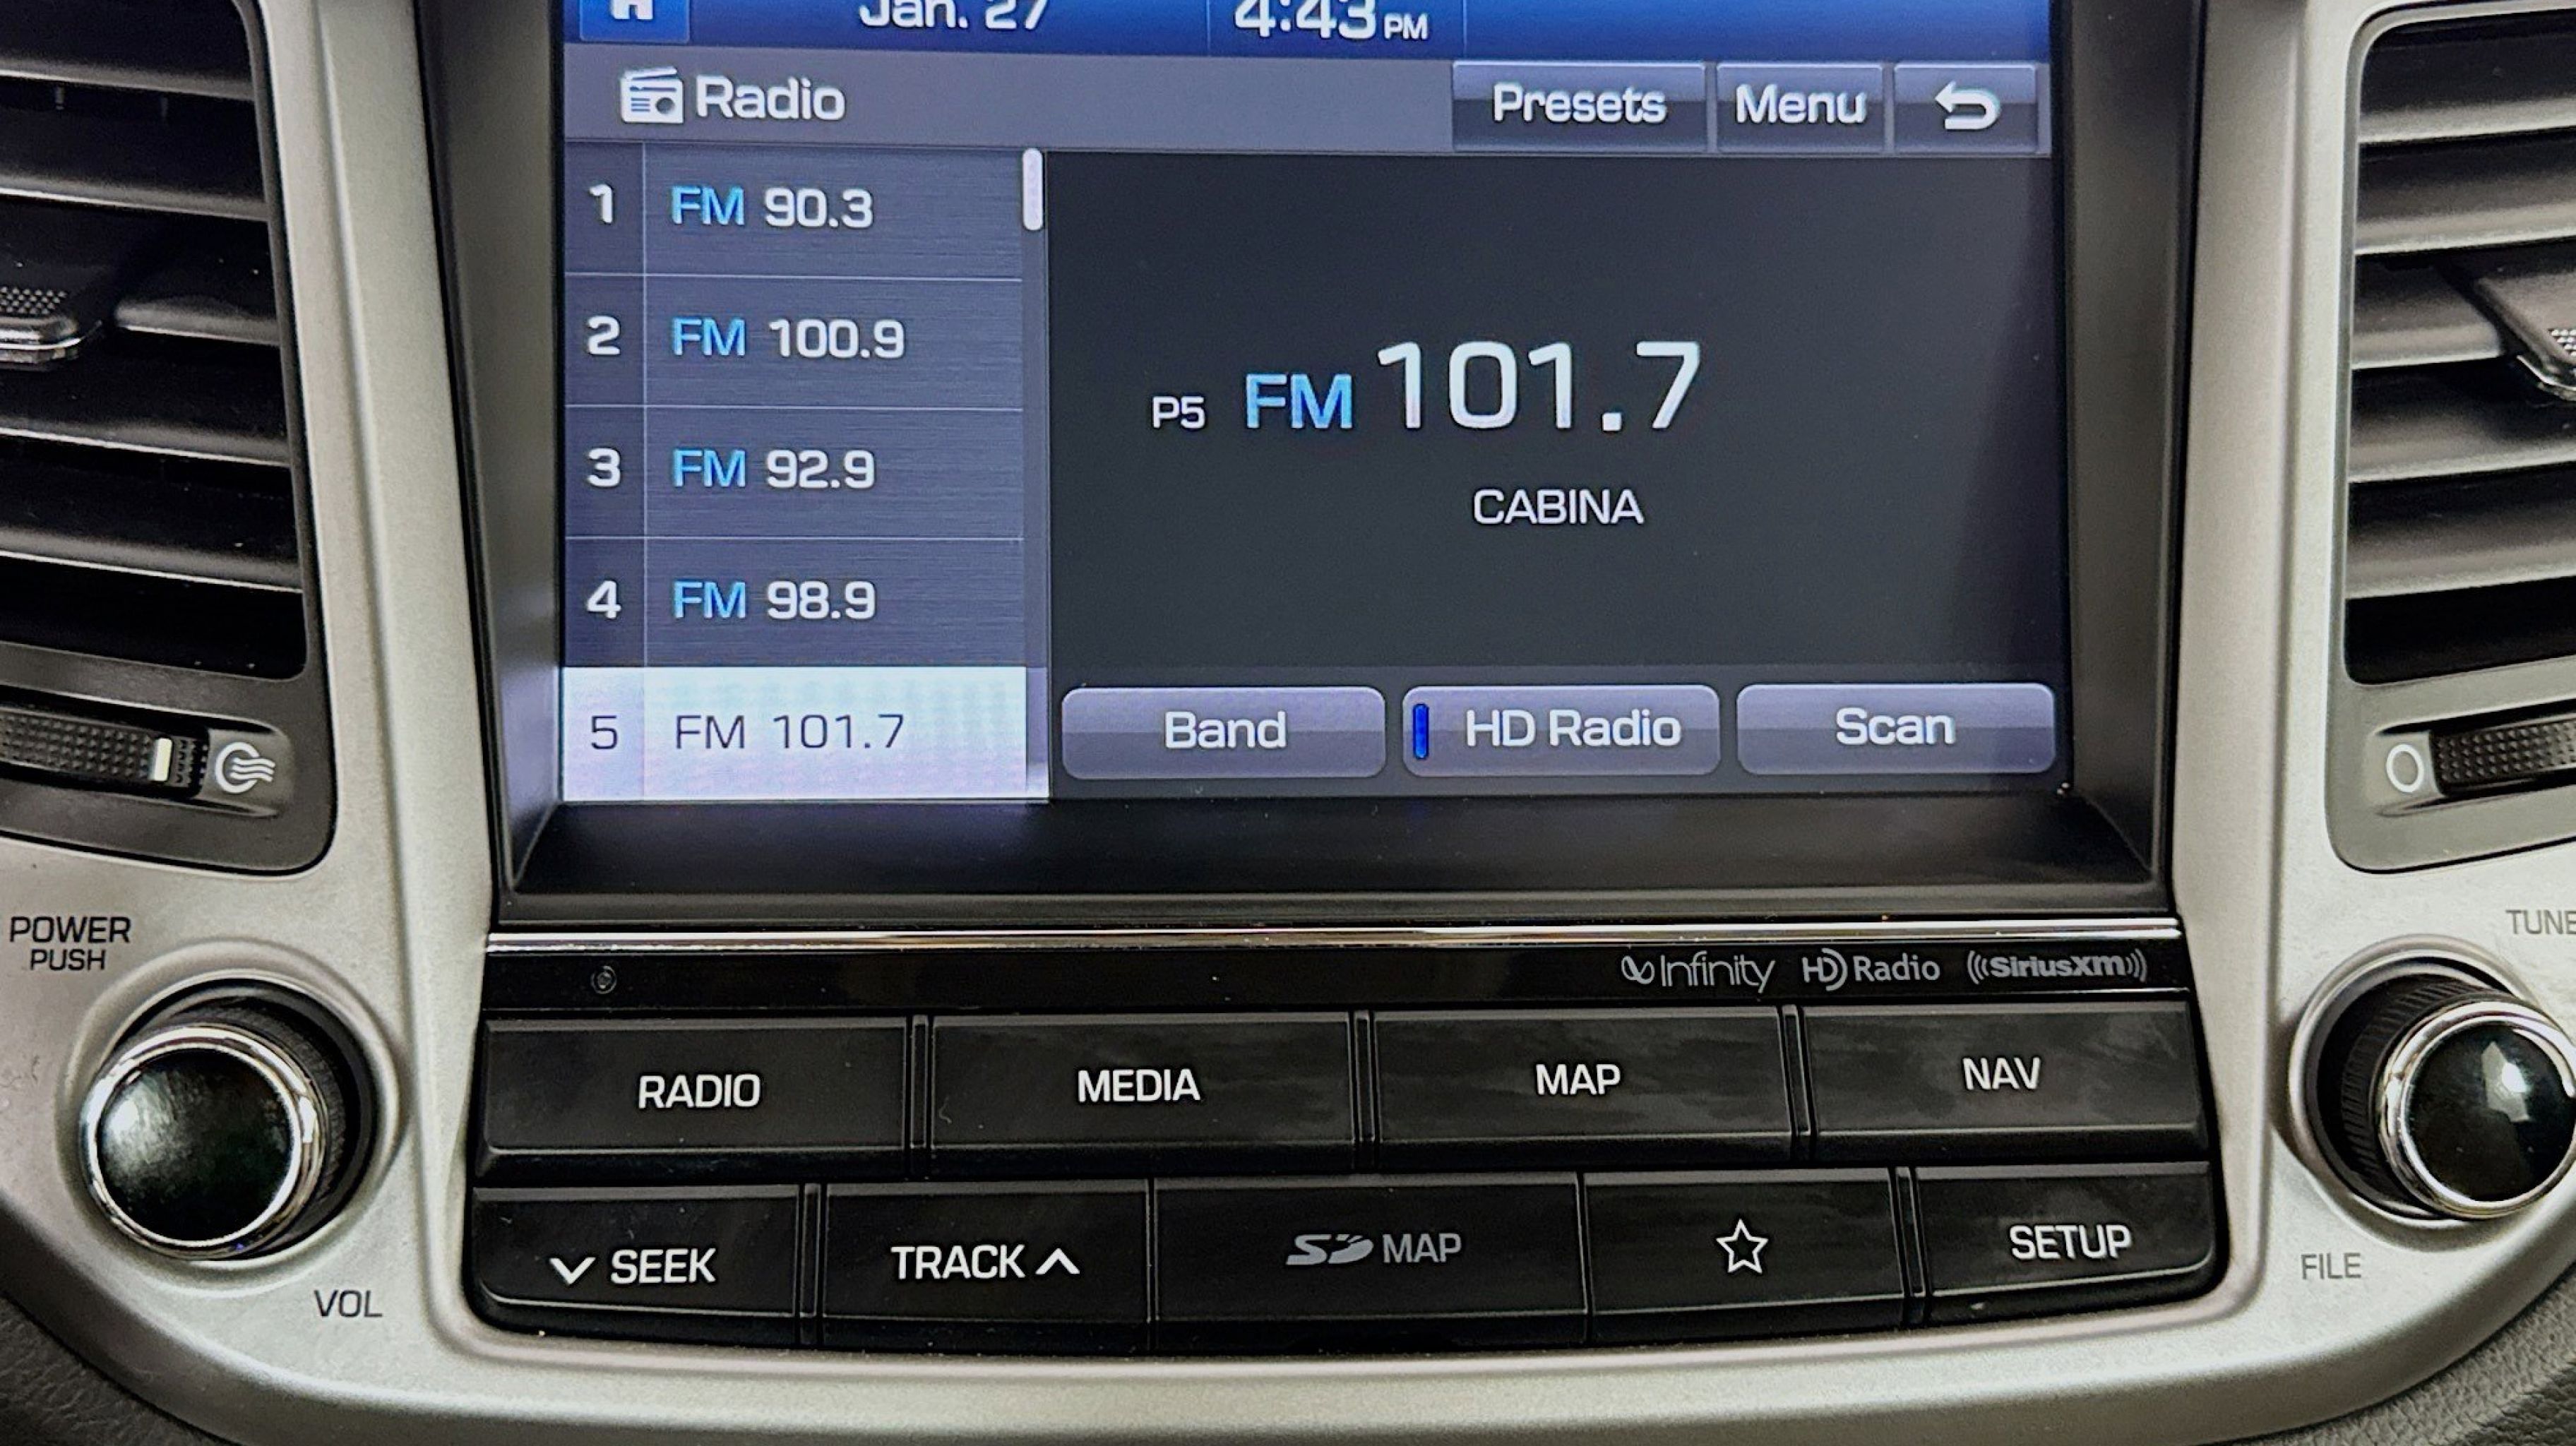 Jan. 27 4:43 PM
Radio Presets Menu
1 FM 90.3
2 FM 100.9
3 FM 92.9
4 FM 98.9
5 FM 101.7
P5 FM 101.7
CABINA
Band HD Radio Scan
POWER
PUSH
VOL
Infinity HD Radio SiriusXM
RADIO MEDIA MAP NAV
SEEK TRACK SD MAP SETUP
TUNE
FILE